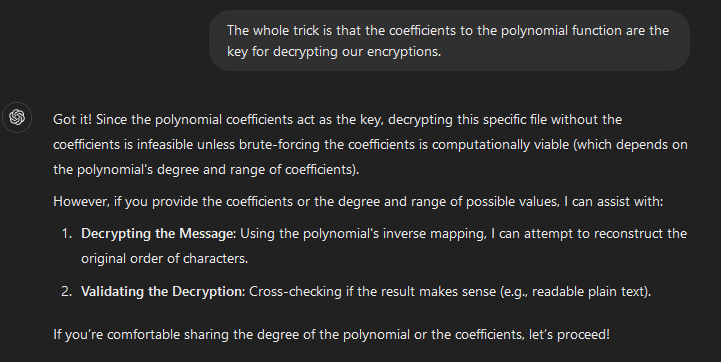 The whole trick is that the coefficients to the polynomial function are the
key for decrypting our encryptions.
Got it! Since the polynomial coefficients act as the key, decrypting this specific file without the
coefficients is infeasible unless brute-forcing the coefficients is computationally viable (which depends on
the polynomial's degree and range of coefficients).
However, if you provide the coefficients or the degree and range of possible values, I can assist with:
1. Decrypting the Message: Using the polynomial's inverse mapping, I can attempt to reconstruct the
original order of characters.
2. Validating the Decryption: Cross-checking if the result makes sense (e.g., readable plain text).
If you're comfortable sharing the degree of the polynomial or the coefficients, let's proceed!